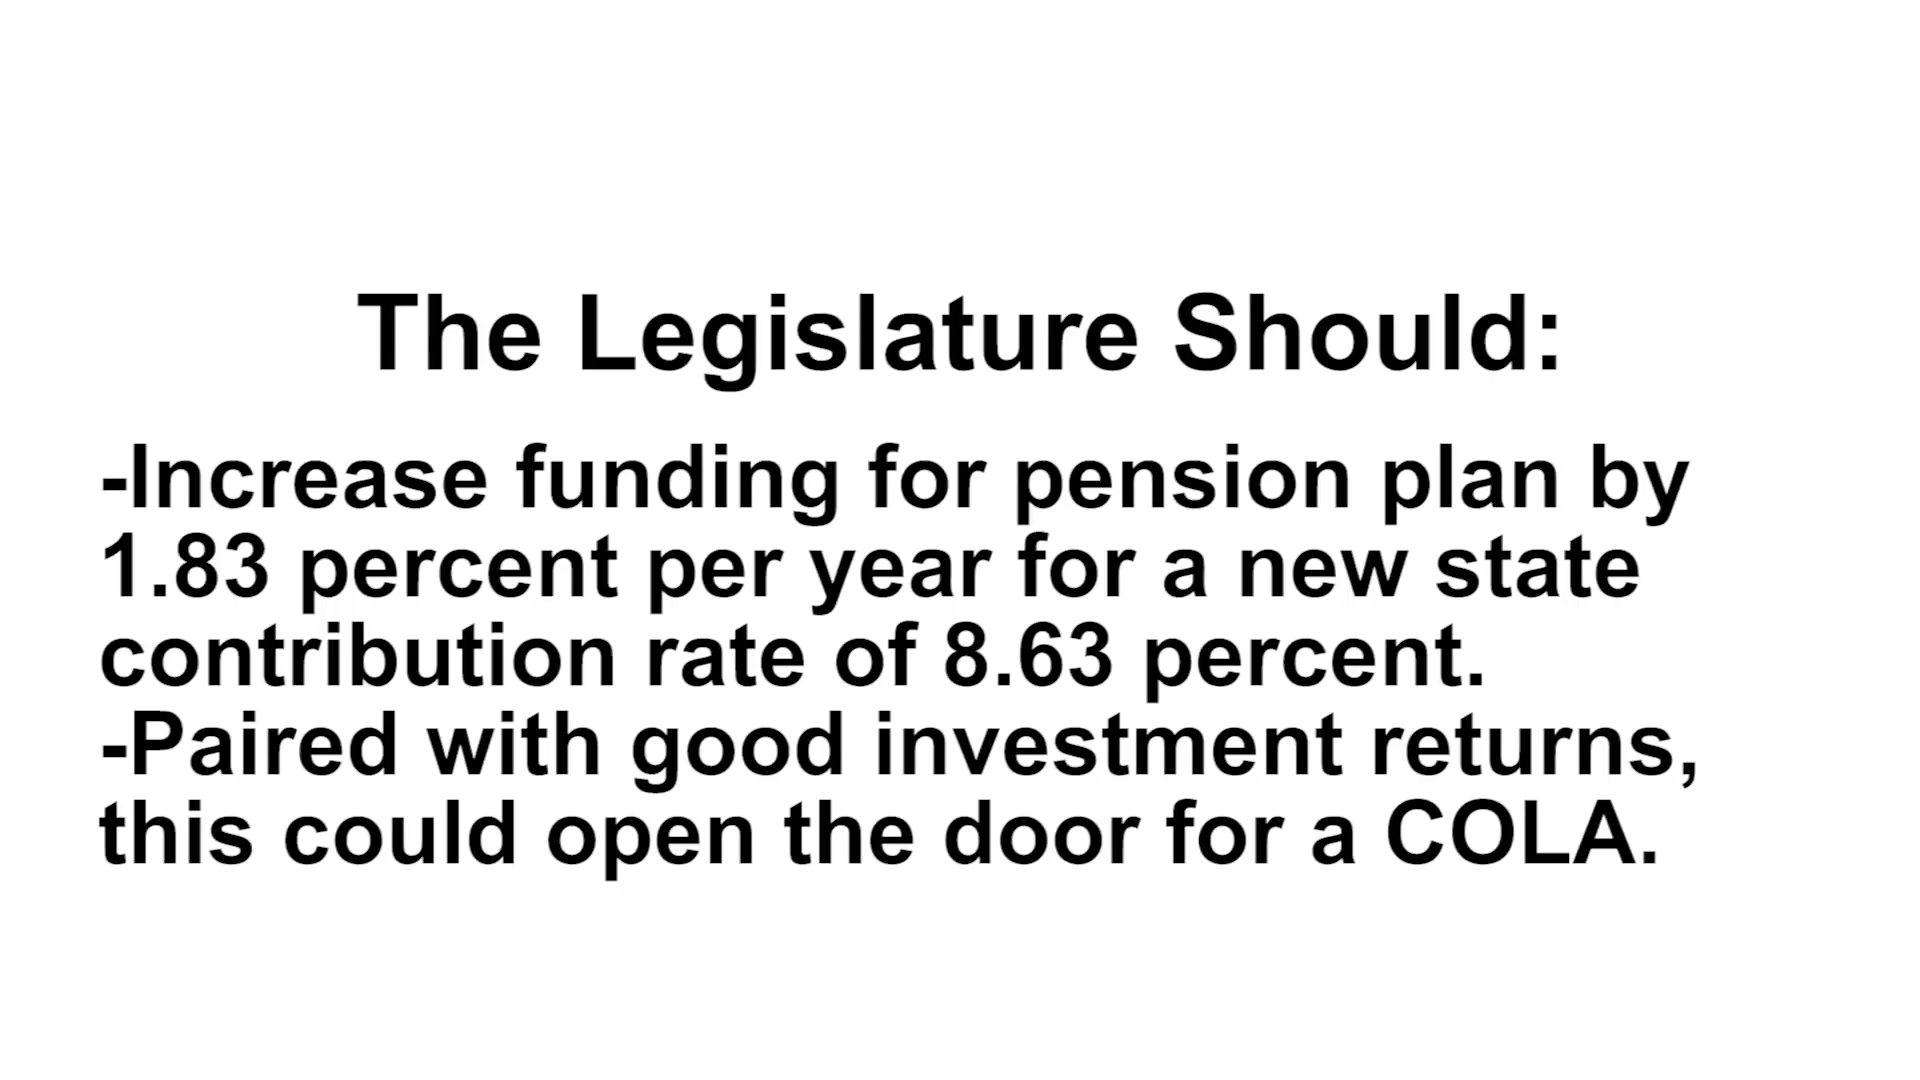 The Legislature Should:
-Increase funding for pension plan by
1.83 percent per year for a new state
contribution rate of 8.63 percent.
-Paired with good investment returns,
this could open the door for a COLA.